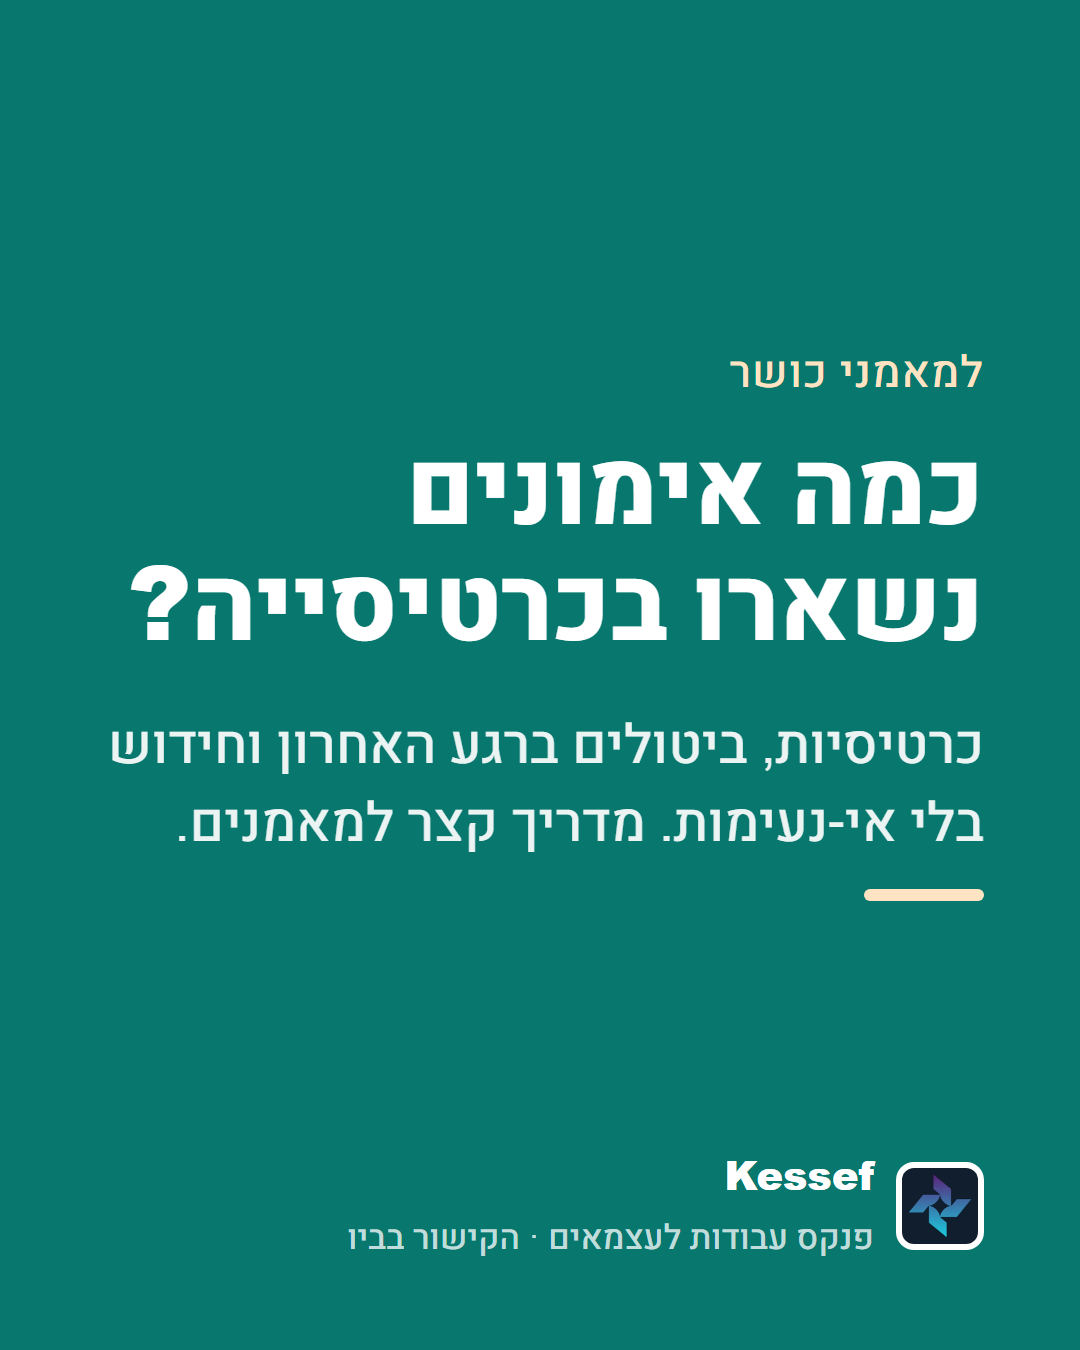 למאמני כושר
כמה אימונים
נשארו בכרטיסייה?
כרטיסיות, ביטולים ברגע האחרון וחידוש
בלי אי-נעימות. מדריך קצר למאמנים.
Kessef
פנקס עבודות לעצמאים · הקישור בביו